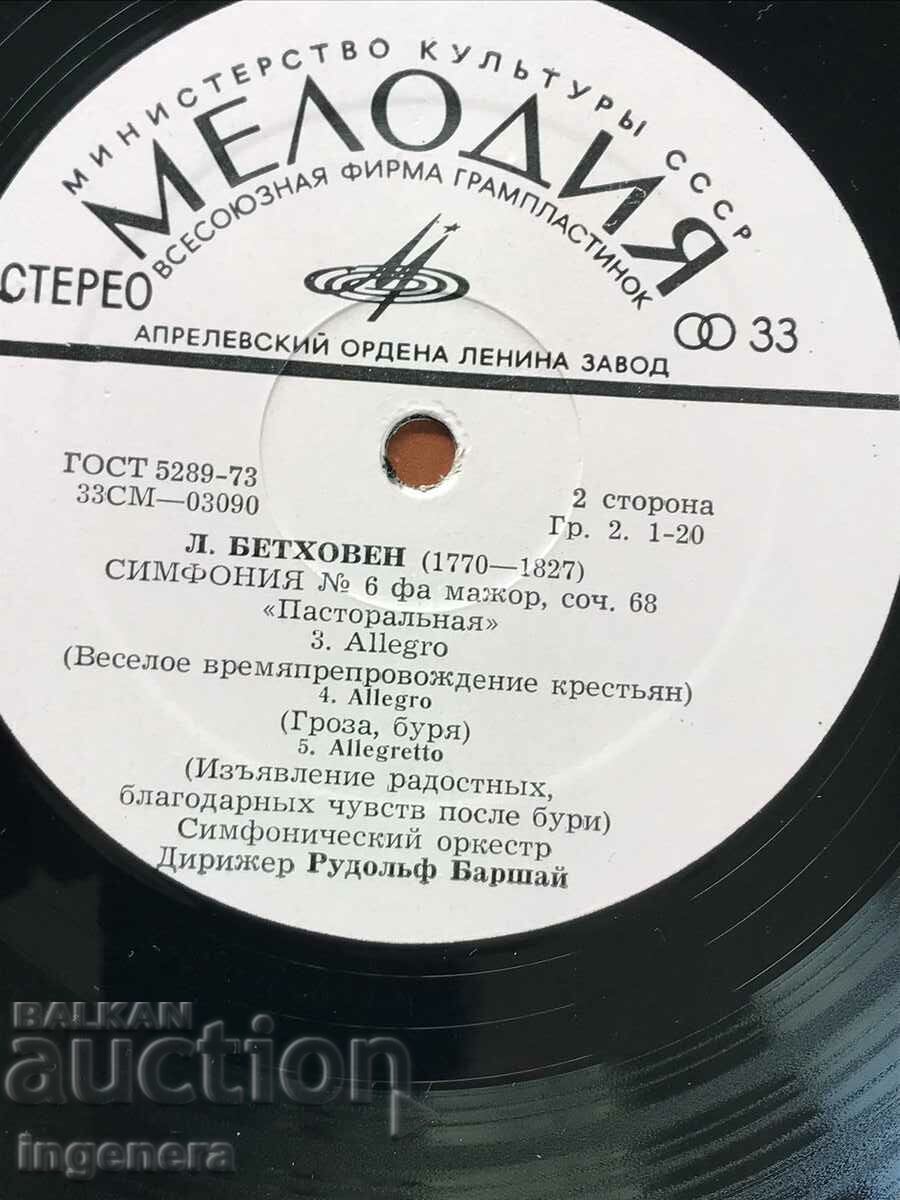 МИНИСТЕРСТВО КУЛЬТУРЫ СССР
МЕЛОДИЯ
ВСЕСОЮЗНАЯ ФИРМА ГРАМПЛАСТИНОК
СТЕРЕО
33
АПРЕЛЕВСКИЙ ОРДЕНА ЛЕНИНА ЗАВОД
ГОСТ 5289-73
33СМ—03090
2 сторона
Гр. 2. 1-20
Л. БЕТХОВЕН (1770—1827)
СИМФОНИЯ № 6 фа мажор, соч. 68
«Пасторальная»
3. Allegro
(Веселое времяпрепровождение крестьян)
4. Allegro
(Гроза, буря)
5. Allegretto
(Изъявление радостных,
благодарных чувств после бури)
Симфонический оркестр
Дирижер Рудольф Баршай
BALKAN
auction
ingenera